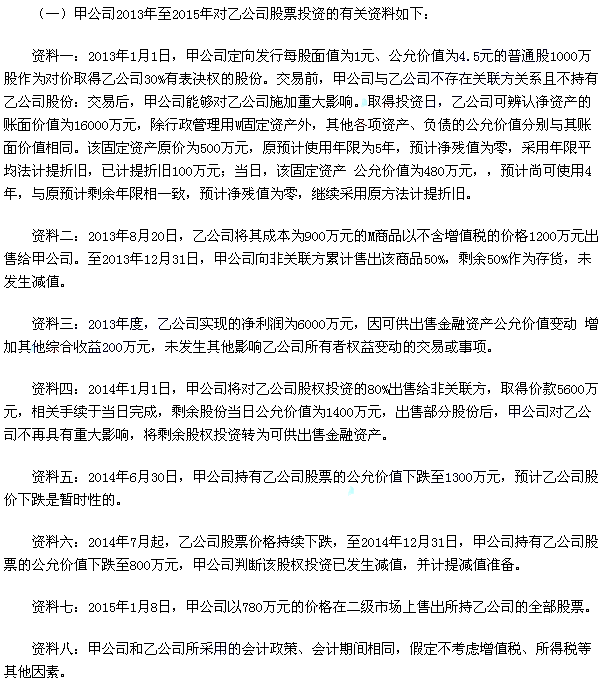 （一）甲公司2013年至2015年对乙公司股票投资的有关资料如下：
资料一：2013年1月1日，甲公司定向发行每股面值为1元、公允价值为4.5元的普通股1000万
股作为对价取得乙公司30%有表决权的股份。交易前，甲公司与乙公司不存在关联方关系且不持有
乙公司股份：交易后，甲公司能够对乙公司施加重大影响。取得投资日，乙公司可辨认净资产的
账面价值为16000万元，除行政管理用W固定资产外，其他各项资产、负债的公允价值分别与其账
面价值相同。该固定资产原价为500万元，原预计使用年限为5年，预计净残值为零，采用年限平
均法计提折旧，已计提折旧100万元；当日，该固定资产 公允价值为480万元，，预计尚可使用4
年，与原预计剩余年限相一致，预计净残值为零，继续采用原方法计提折旧。
资料二：2013年8月20日，乙公司将其成本为900万元的M商品以不含增值税的价格1200万元出
售给甲公司。至2013年12月31日，甲公司向非关联方累计售出该商品50%，剩余50%作为存货，未
发生减值。
资料三：2013年度，乙公司实现的净利润为6000万元，因可供出售金融资产公允价值变动 增
加其他综合收益200万元，未发生其他影响乙公司所有者权益变动的交易或事项。
资料四：2014年1月1日，甲公司将对乙公司股权投资的80%出售给非关联方，取得价款5600万
元，相关手续于当日完成，剩余股份当日公允价值为1400万元，出售部分股份后，甲公司对乙公
司不再具有重大影响，将剩余股权投资转为可供出售金融资产。
资料五：2014年6月30日，甲公司持有乙公司股票的公允价值下跌至1300万元，预计乙公司股
价下跌是暂时性的。
资料六：2014年7月起，乙公司股票价格持续下跌，至2014年12月31日，甲公司持有乙公司股
票的公允价值下跌至800万元，甲公司判断该股权投资已发生减值，并计提减值准备。
资料七：2015年1月8日，甲公司以780万元的价格在二级市场上售出所持乙公司的全部股票。
资料八：甲公司和乙公司所采用的会计政策、会计期间相同，假定不考虑增值税、所得税等
其他因素。